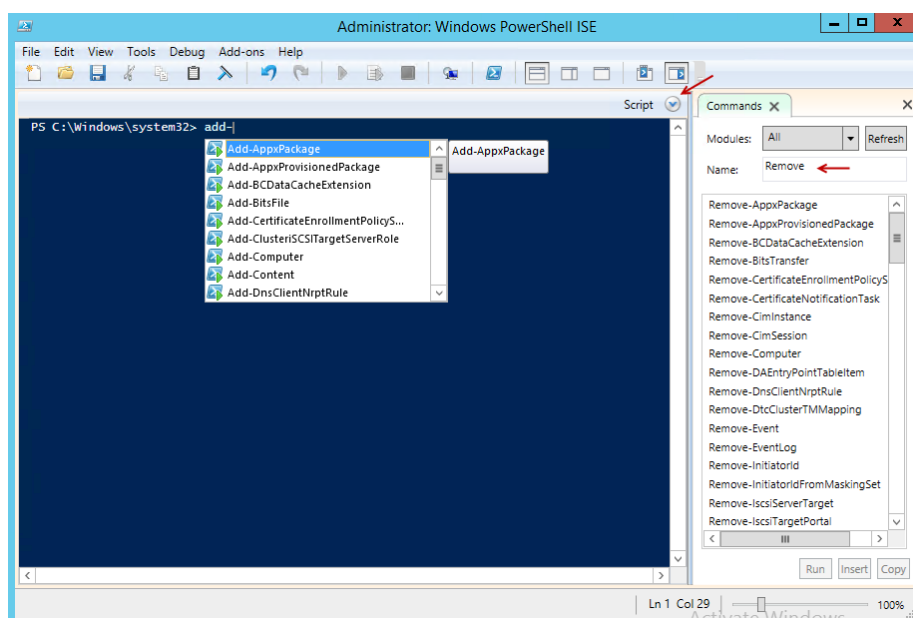 Administrator: Windows PowerShell ISE
File Edit View Tools Debug Add-ons Help
Script
PS C:\Windows\system32> add-
Add-AppxPackage
Add-AppxProvisionedPackage
Add-BCDataCacheExtension
Add-BitsFile
Add-CertificateEnrollmentPolicyS...
Add-ClusteriSCSITargetServerRole
Add-Computer
Add-Content
Add-DnsClientNrptRule
Add-AppxPackage
Commands
Modules: All Refresh
Name: Remove
Remove-AppxPackage
Remove-AppxProvisionedPackage
Remove-BCDataCacheExtension
Remove-BitsTransfer
Remove-CertificateEnrollmentPolicyS
Remove-CertificateNotificationTask
Remove-CimInstance
Remove-CimSession
Remove-Computer
Remove-DAEntryPointTableItem
Remove-DnsClientNrptRule
Remove-DtcClusterTMMapping
Remove-Event
Remove-EventLog
Remove-InitiatorId
Remove-InitiatorIdFromMaskingSet
Remove-IscsiServerTarget
Remove-IscsiTargetPortal
Run Insert Copy
Ln 1 Col 29 100%
Activate Windows